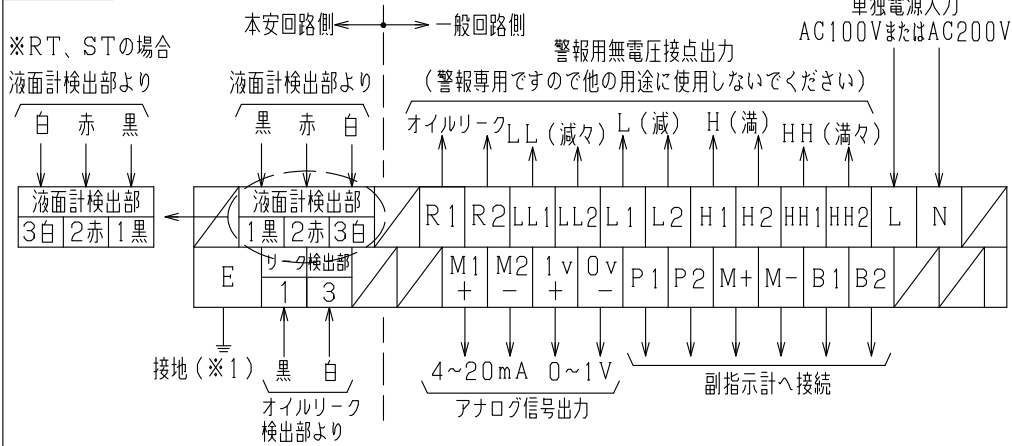 本安回路側 一般回路側
単独電源入力
AC100VまたはAC200V
※RT、STの場合
液面計検出部より
白 赤 黒
液面計検出部より
黒 赤 白
警報用無電圧接点出力
(警報専用ですので他の用途に使用しないでください)
オイルリーク LL(減々) L(減) H(満) HH(満々)
液面計検出部
3白 2赤 1黒
液面計検出部
1黒 2赤 3白
R1 R2 LL1 LL2 L1 L2 H1 H2 HH1 HH2 L N
E
リーク検出部
1 3
M1+ M2- 1v+ 0v- P1 P2 M+ M- B1 B2
接地(※1)
黒 白
オイルリーク
検出部より
4~20mA 0~1V
アナログ信号出力
副指示計へ接続